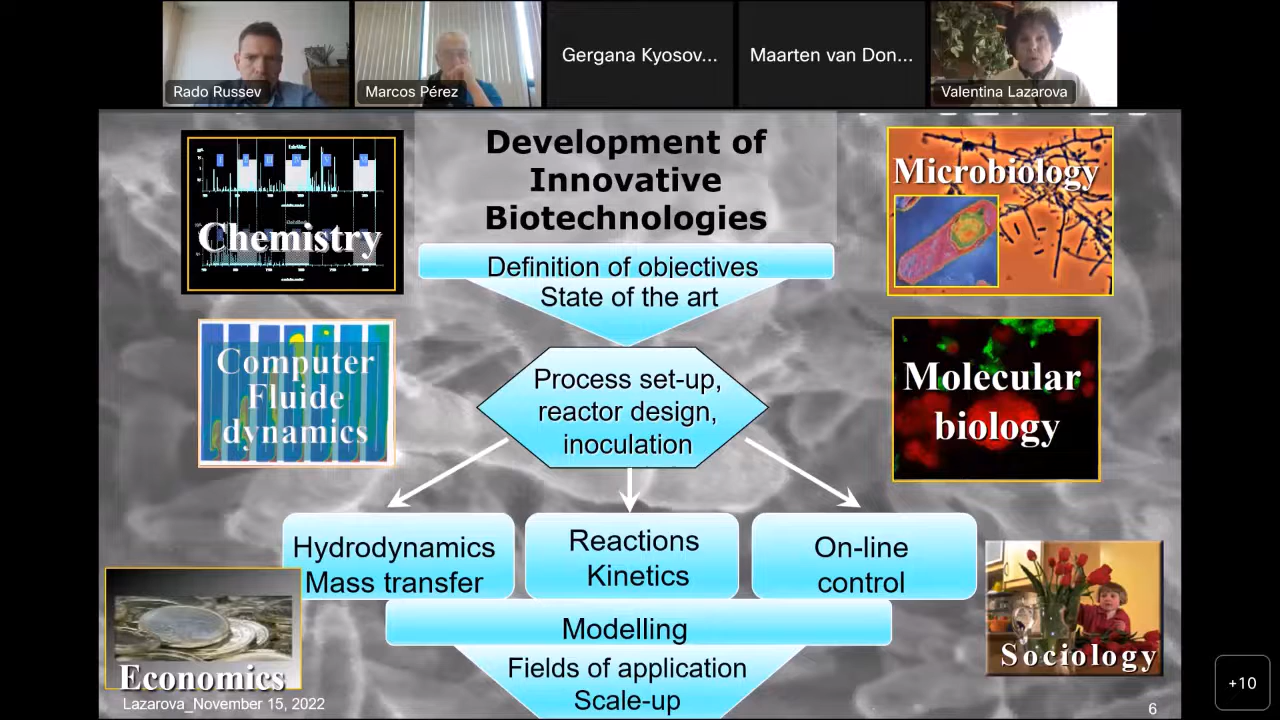 Rado Russev
Marcos Pérez
Gergana Kyosov...
Maarten van Don...
Valentina Lazarova
Development of
Innovative
Biotechnologies
Chemistry
Microbiology
Definition of objectives
State of the art
Computer
Fluide
dynamics
Process set-up,
reactor design,
inoculation
Molecular
biology
Hydrodynamics
Mass transfer
Reactions
Kinetics
On-line
control
Modelling
Fields of application
Scale-up
Economics
Sociology
Lazarova_November 15, 2022
6
+10